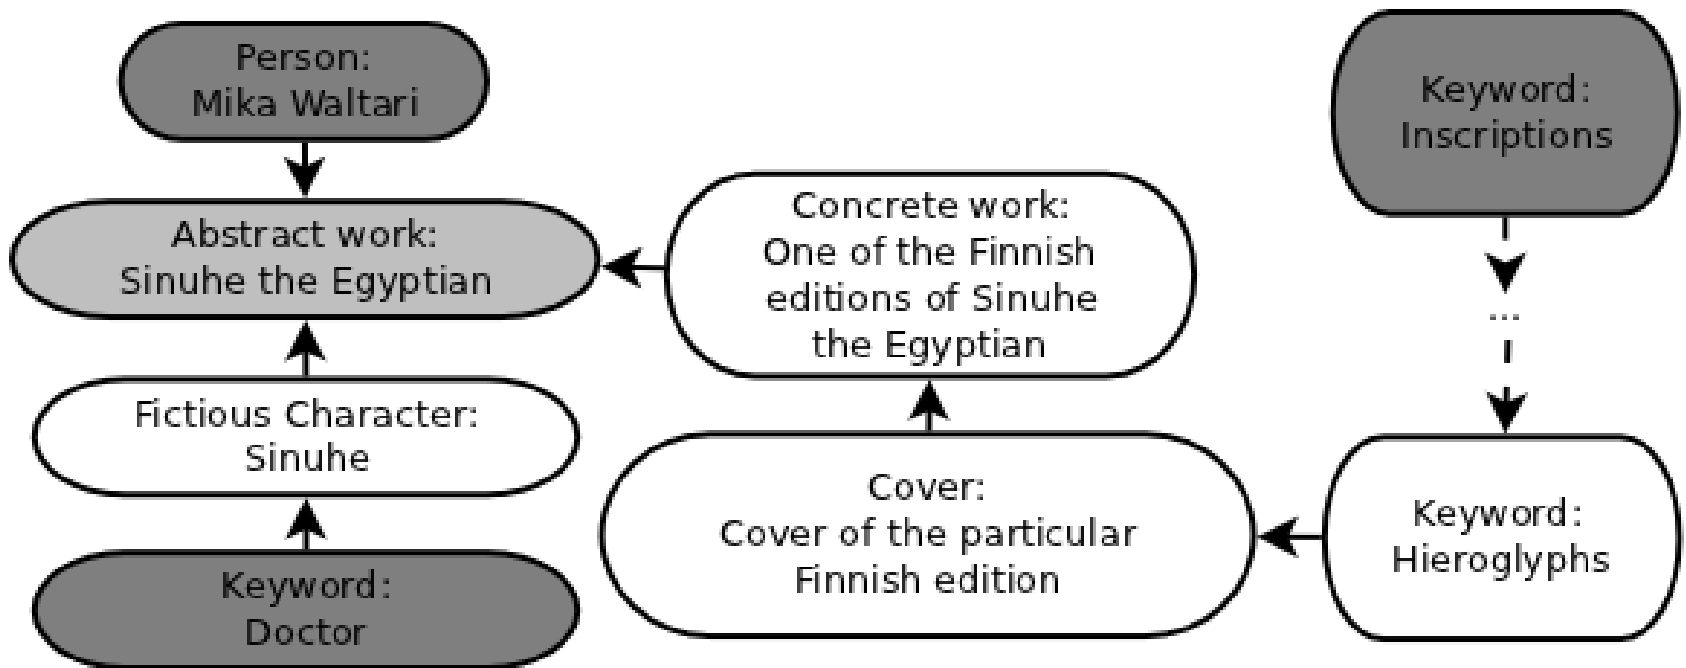 Person:
Mika Waltari
Abstract work:
Sinuhe the Egyptian
Fictious Character:
Sinuhe
Keyword:
Doctor
Concrete work:
One of the Finnish
editions of Sinuhe
the Egyptian
Cover:
Cover of the particular
Finnish edition
Keyword:
Inscriptions
...
Keyword:
Hieroglyphs